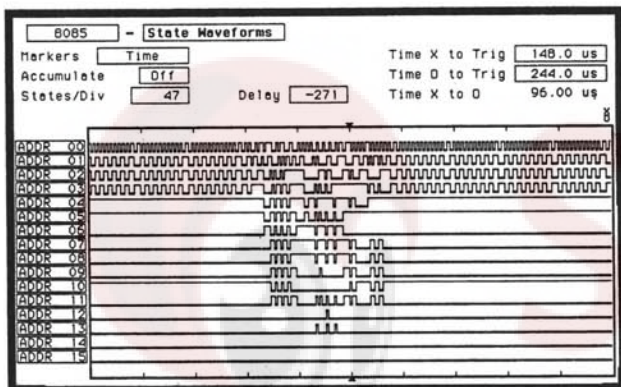 8085 - State Waveforms
Markers Time Time X to Trig 148.0 us
Accumulate Off Time O to Trig 244.0 us
States/Div 47 Delay -271 Time X to O 96.00 us
ADDR 00
ADDR 01
ADDR 02
ADDR 03
ADDR 04
ADDR 05
ADDR 06
ADDR 07
ADDR 08
ADDR 09
ADDR 10
ADDR 11
ADDR 12
ADDR 13
ADDR 14
ADDR 15